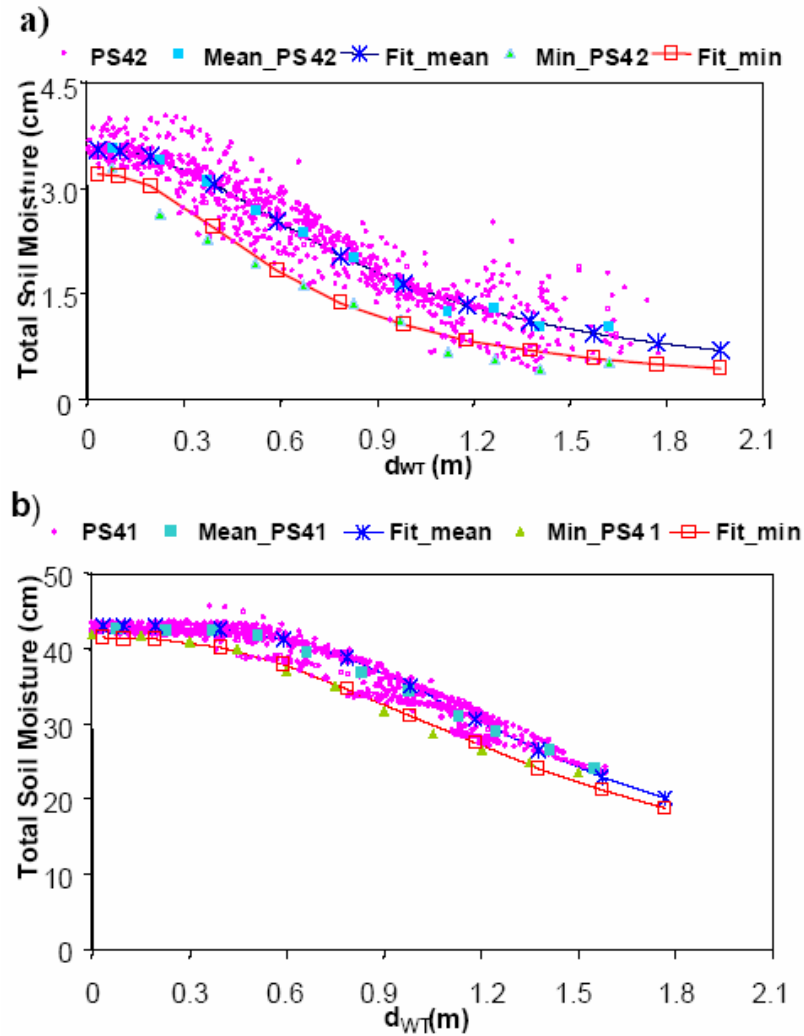 a)
PS42 Mean_PS42 Fit_mean Min_PS42 Fit_min
Total Soil Moisture (cm)
4.5
3.0
1.5
0
0 0.3 0.6 0.9 1.2 1.5 1.8 2.1
dWT (m)
b)
PS41 Mean_PS41 Fit_mean Min_PS41 Fit_min
Total Soil Moisture (cm)
50
40
30
20
10
0
0 0.3 0.6 0.9 1.2 1.5 1.8 2.1
dWT(m)